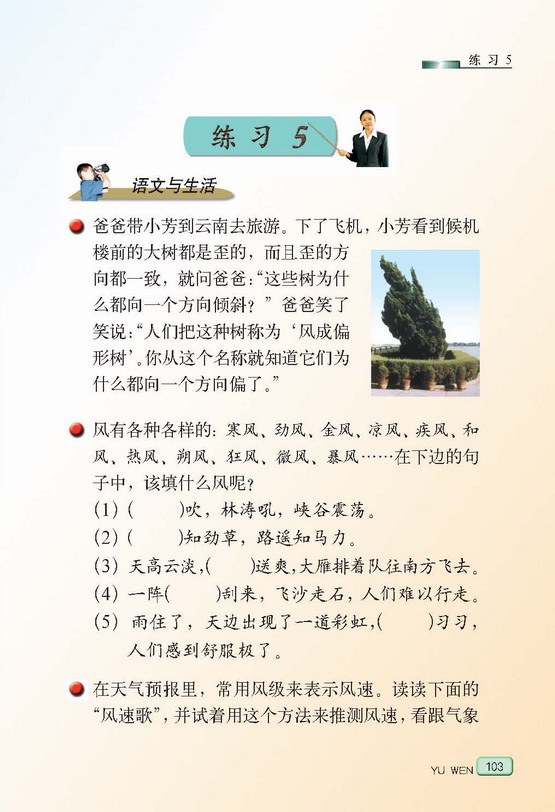 练习5
练习 5
语文与生活
爸爸带小芳到云南去旅游。下了飞机，小芳看到候机
楼前的大树都是歪的，而且歪的方
向都一致，就问爸爸：“这些树为什
么都向一个方向倾斜？”爸爸笑了
笑说：“人们把这种树称为‘风成偏
形树’。你从这个名称就知道它们为
什么都向一个方向偏了。”
风有各种各样的：寒风、劲风、金风、凉风、疾风、和
风、热风、朔风、狂风、微风、暴风……在下边的句
子中，该填什么风呢？
(1)（　　）吹，林涛吼，峡谷震荡。
(2)（　　）知劲草，路遥知马力。
(3) 天高云淡，（　　）送爽，大雁排着队往南方飞去。
(4) 一阵（　　）刮来，飞沙走石，人们难以行走。
(5) 雨住了，天边出现了一道彩虹，（　　）习习，
人们感到舒服极了。
在天气预报里，常用风级来表示风速。读读下面的
“风速歌”，并试着用这个方法来推测风速，看跟气象
YU WEN 103